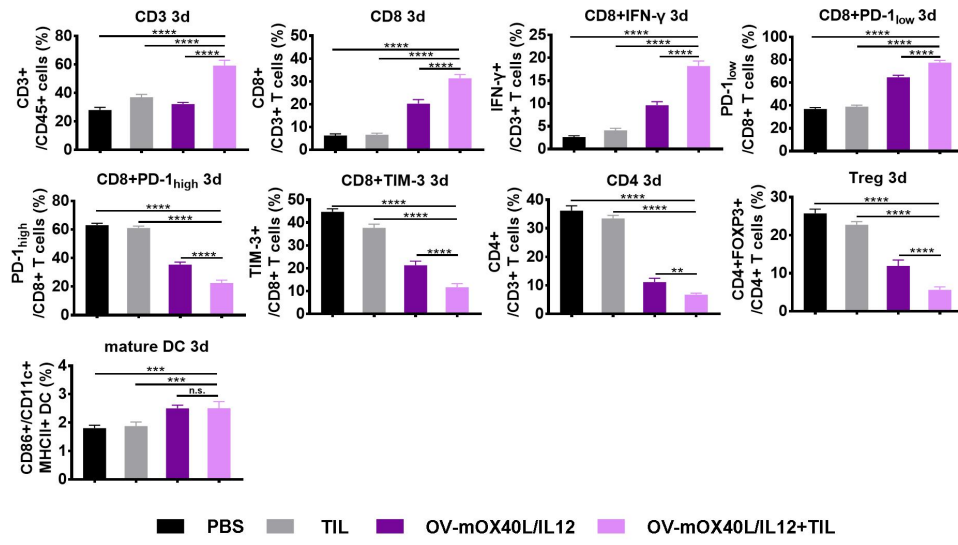 CD3 3d
CD3+
/CD45+ T cells (%)
80
60
40
20
0
****
****
****
CD8 3d
CD8+
/CD3+ T cells (%)
50
40
30
20
10
0
****
****
****
CD8+IFN-γ 3d
IFN-γ+
/CD3+ T cells (%)
25
20
15
10
5
0
****
****
****
CD8+PD-1low 3d
PD-1low
/CD8+ T cells (%)
100
80
60
40
20
0
****
****
****
CD8+PD-1high 3d
PD-1high
/CD8+ T cells (%)
80
60
40
20
0
****
****
****
CD8+TIM-3 3d
TIM-3+
/CD8+ T cells (%)
50
40
30
20
10
0
****
****
****
CD4 3d
CD4+
/CD3+ T cells (%)
40
30
20
10
0
****
****
**
Treg 3d
CD4+FOXP3+
/CD4+ T cells (%)
30
20
10
0
****
****
****
mature DC 3d
CD86+/CD11c+
MHCII+ DC (%)
4
3
2
1
0
***
***
n.s.
PBS
TIL
OV-mOX40L/IL12
OV-mOX40L/IL12+TIL